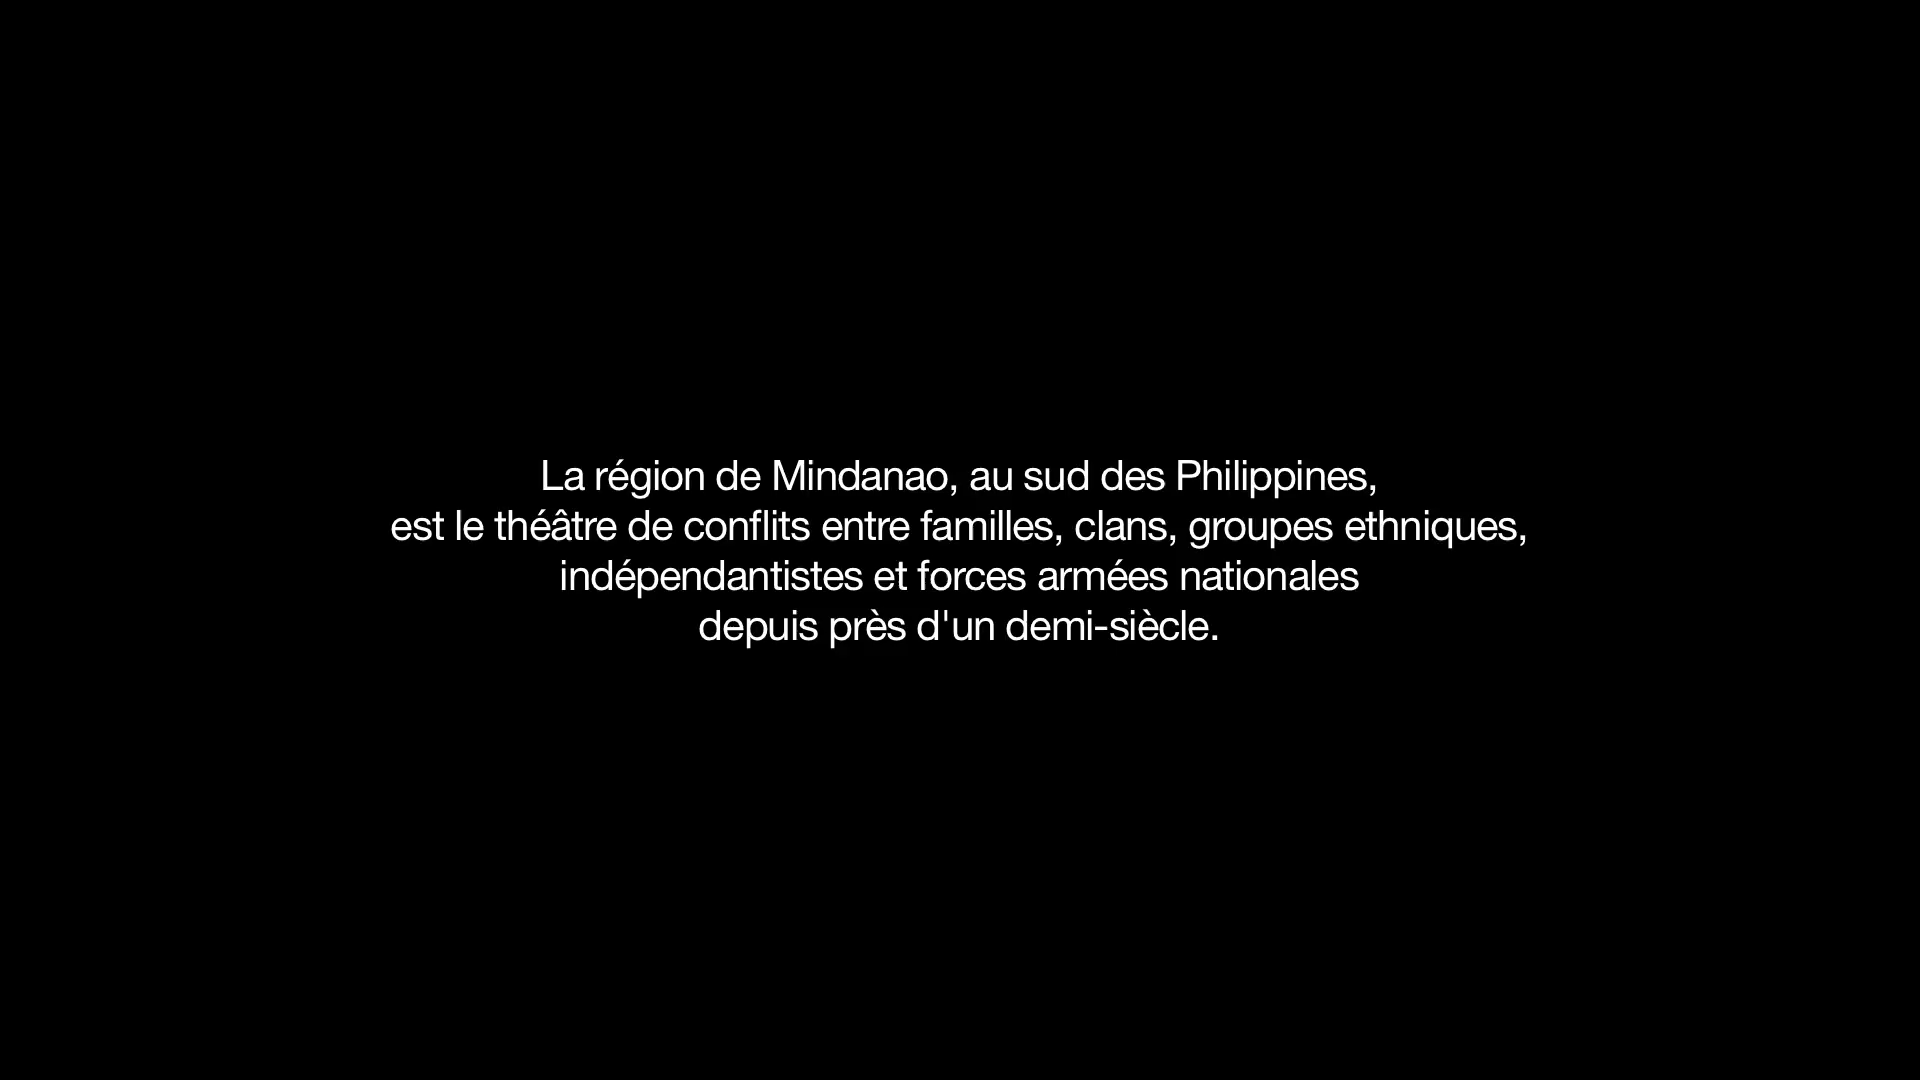 La région de Mindanao, au sud des Philippines,
est le théâtre de conflits entre familles, clans, groupes ethniques,
indépendantistes et forces armées nationales
depuis près d'un demi-siècle.